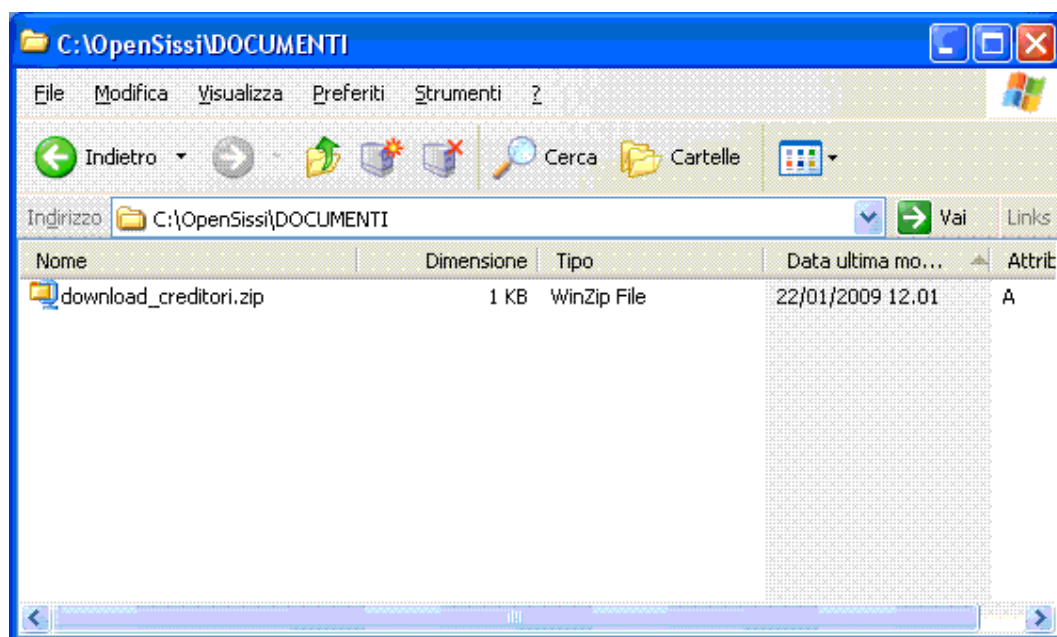 C:\OpenSissi\DOCUMENTI
File Modifica Visualizza Preferiti Strumenti ?
Indietro Cerca Cartelle
Indirizzo C:\OpenSissi\DOCUMENTI Vai Links
Nome Dimensione Tipo Data ultima mo... Attrib
download_creditori.zip 1 KB WinZip File 22/01/2009 12.01 A